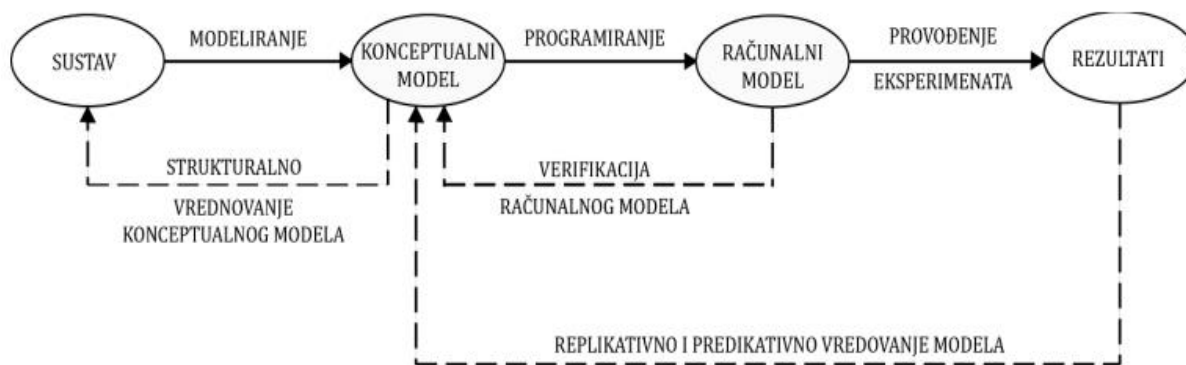 SUSTAV
MODELIRANJE
KONCEPTUALNI
MODEL
PROGRAMIRANJE
RAČUNALNI
MODEL
PROVOĐENJE
EKSPERIMENATA
REZULTATI
STRUKTURALNO
VREDNOVANJE
KONCEPTUALNOG MODELA
VERIFIKACIJA
RAČUNALNOG MODELA
REPLIKATIVNO I PREDIKATIVNO VREDOVANJE MODELA